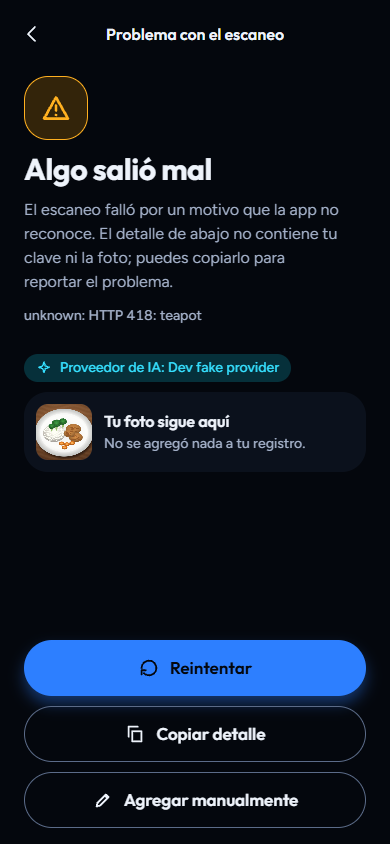 Problema con el escaneo
Algo salió mal
El escaneo falló por un motivo que la app no
reconoce. El detalle de abajo no contiene tu
clave ni la foto; puedes copiarlo para
reportar el problema.
unknown: HTTP 418: teapot
Proveedor de IA: Dev fake provider
Tu foto sigue aquí
No se agregó nada a tu registro.
Reintentar
Copiar detalle
Agregar manualmente